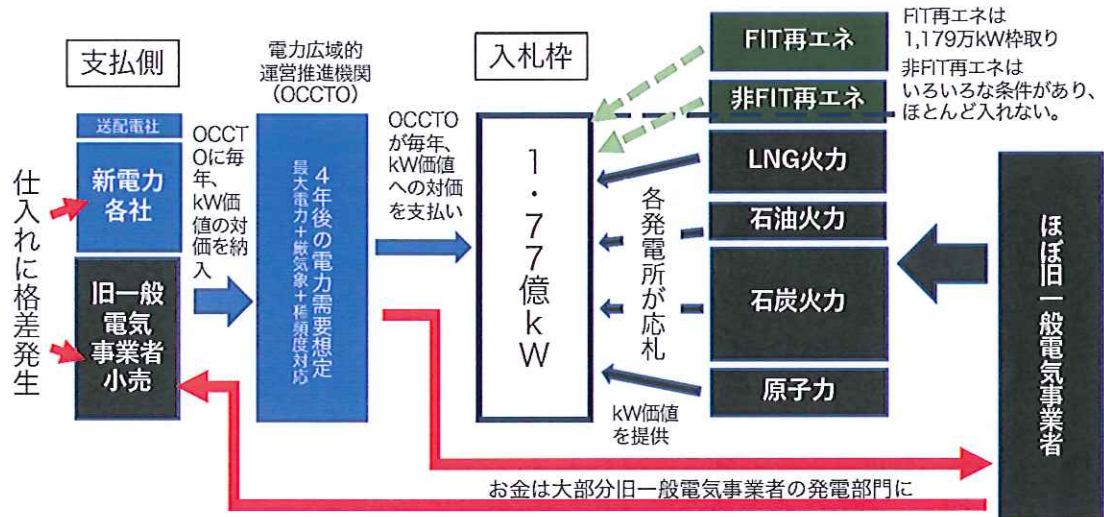 支払側
送配電社
新電力
各社
旧一般
電気
事業者
小売
仕入れに格差発生
OCCT
Oに毎
年、
kW価
値の対
価を納
入
電力広域的
運営推進機関
（OCCTO）
4年後の電力需要想定
最大電力＋厳気象＋稀頻度対応
OCCTO
が毎年、
kW価値
への対価
を支払い
入札枠
1・77億kW
各発電所が応札
kW価値
を提供
FIT再エネ
非FIT再エネ
LNG火力
石油火力
石炭火力
原子力
FIT再エネは
1,179万kW枠取り
非FIT再エネは
いろいろな条件があり、
ほとんど入れない。
ほぼ旧一般電気事業者
お金は大部分旧一般電気事業者の発電部門に